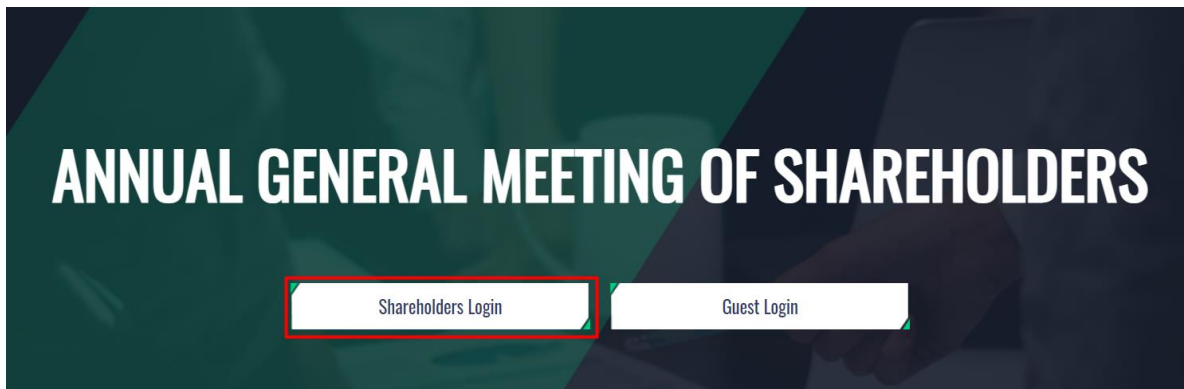 ANNUAL GENERAL MEETING OF SHAREHOLDERS
Shareholders Login
Guest Login